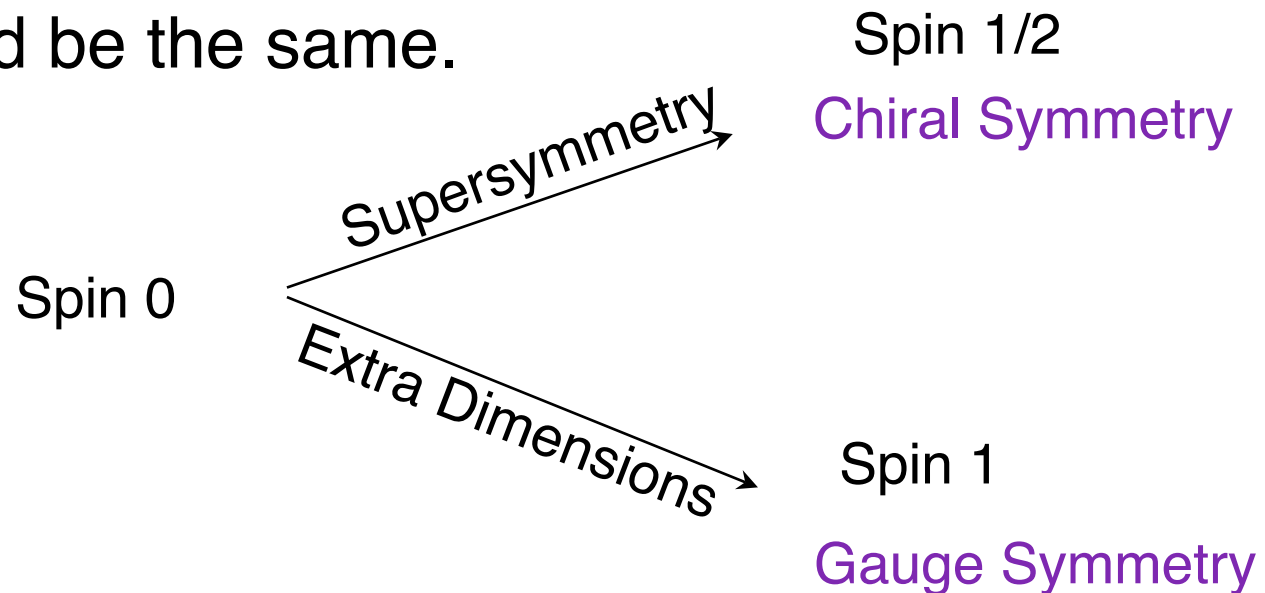 d be the same.
Spin 1/2
Chiral Symmetry
Supersymmetry
Spin 0
Extra Dimensions
Spin 1
Gauge Symmetry